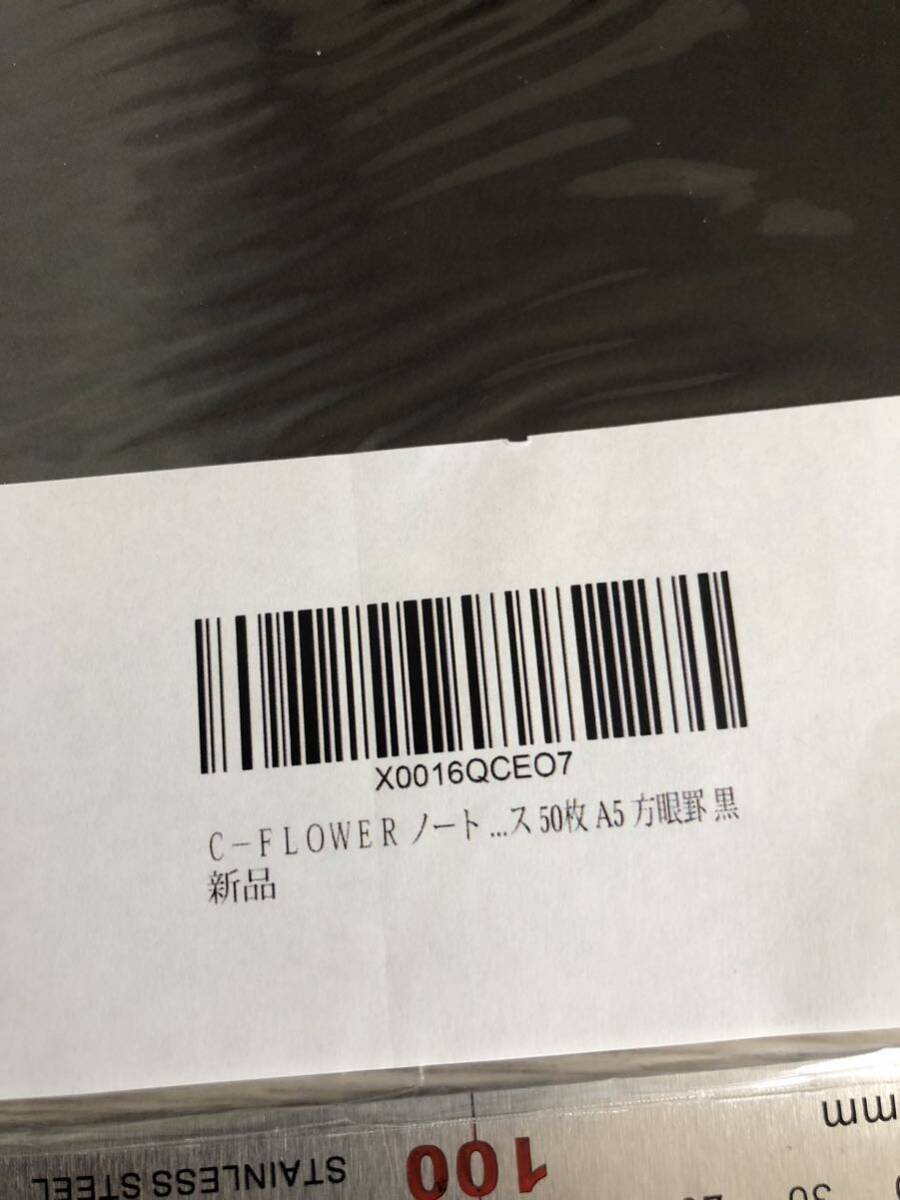 X0016QCEO7
C－FLOWER ノート ...ス 50枚 A5 方眼罫 黒
新品
mm
100
STAINLESS STEEL